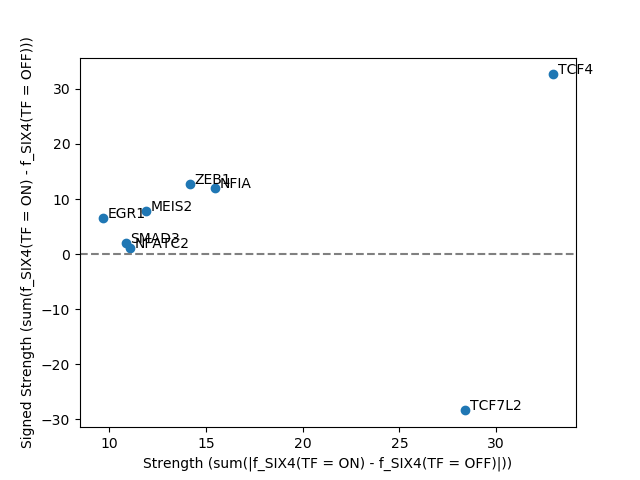 Signed Strength (sum(f_SIX4(TF = ON) - f_SIX4(TF = OFF)))
30
20
10
0
−10
−20
−30
TCF4
ZEB1
NFIA
MEIS2
EGR1
SMAD3
NFATC2
TCF7L2
10 15 20 25 30
Strength (sum(|f_SIX4(TF = ON) - f_SIX4(TF = OFF)|))